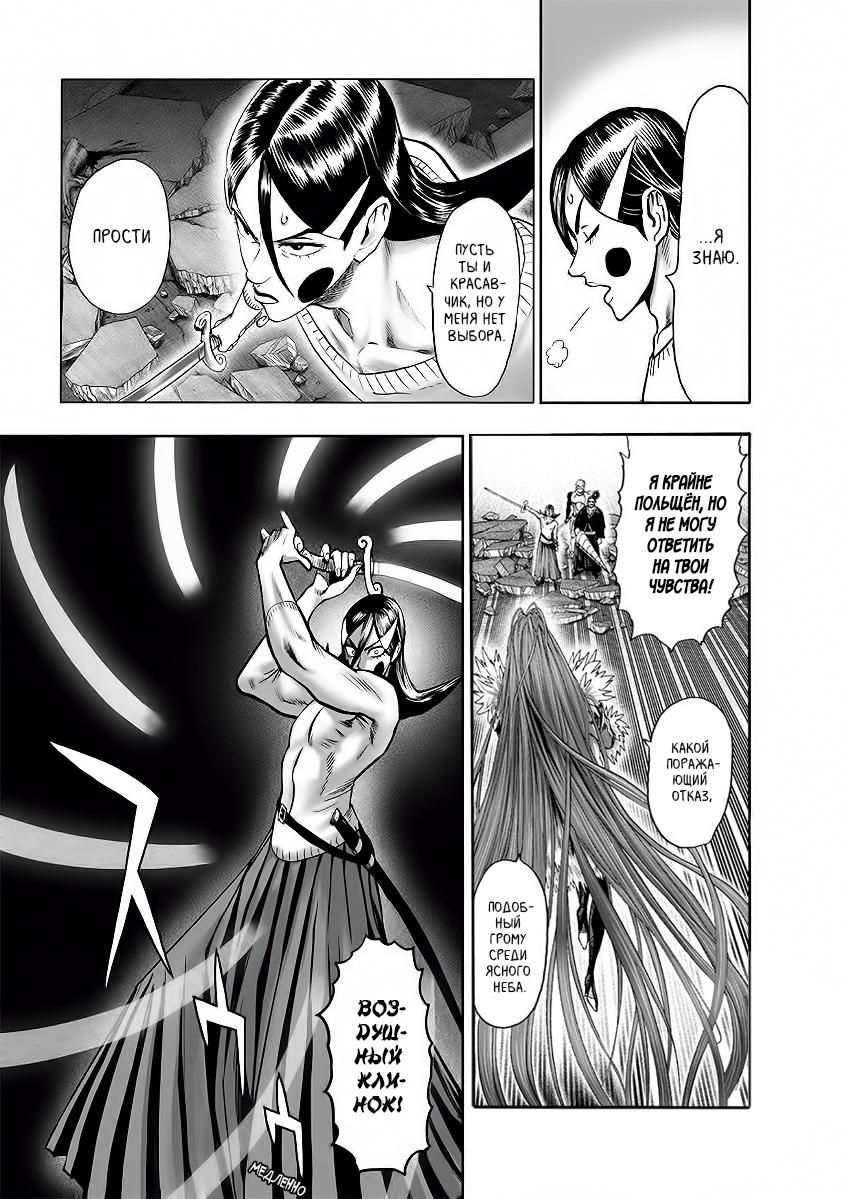 ...Я
ЗНАЮ.
ПУСТЬ
ТЫ И
КРАСАВ-
ЧИК, НО У
МЕНЯ НЕТ
ВЫБОРА.
ПРОСТИ
Я КРАЙНЕ
ПОЛЬЩЁН, НО
Я НЕ МОГУ
ОТВЕТИТЬ
НА ТВОИ
ЧУВСТВА!
КАКОЙ
ПОРАЖА-
ЮЩИЙ
ОТКАЗ,
ПОДОБ-
НЫЙ
ГРОМУ
СРЕДИ
ЯСНОГО
НЕБА.
ВОЗ-
ДУШ-
НЫЙ
КЛИ-
НОК!
МЕДЛЕННО